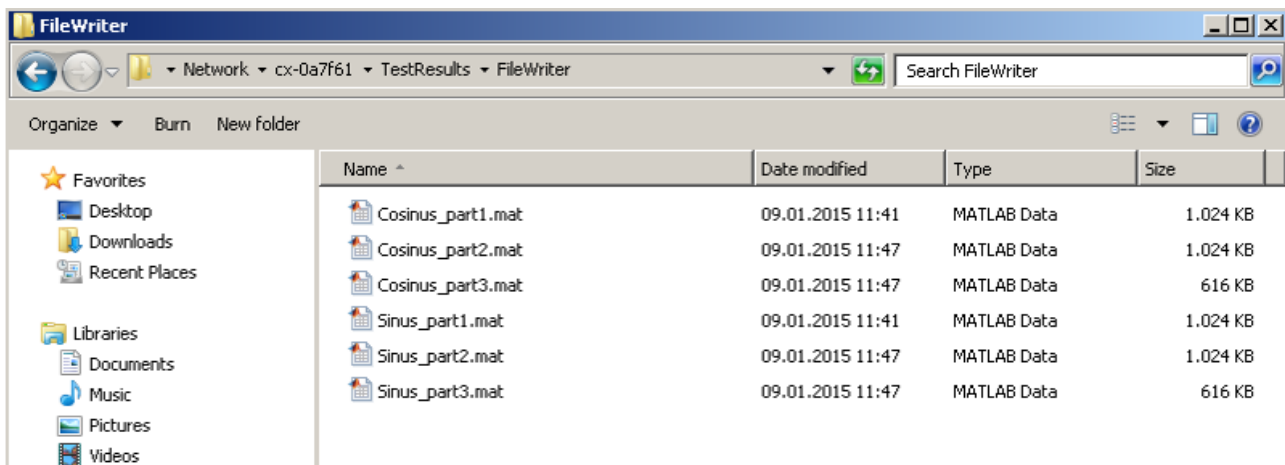 FileWriter
Network cx-0a7f61 TestResults FileWriter Search FileWriter
Organize Burn New folder
Favorites
Desktop
Downloads
Recent Places
Libraries
Documents
Music
Pictures
Videos
Name Date modified Type Size
Cosinus_part1.mat 09.01.2015 11:41 MATLAB Data 1.024 KB
Cosinus_part2.mat 09.01.2015 11:47 MATLAB Data 1.024 KB
Cosinus_part3.mat 09.01.2015 11:47 MATLAB Data 616 KB
Sinus_part1.mat 09.01.2015 11:41 MATLAB Data 1.024 KB
Sinus_part2.mat 09.01.2015 11:47 MATLAB Data 1.024 KB
Sinus_part3.mat 09.01.2015 11:47 MATLAB Data 616 KB